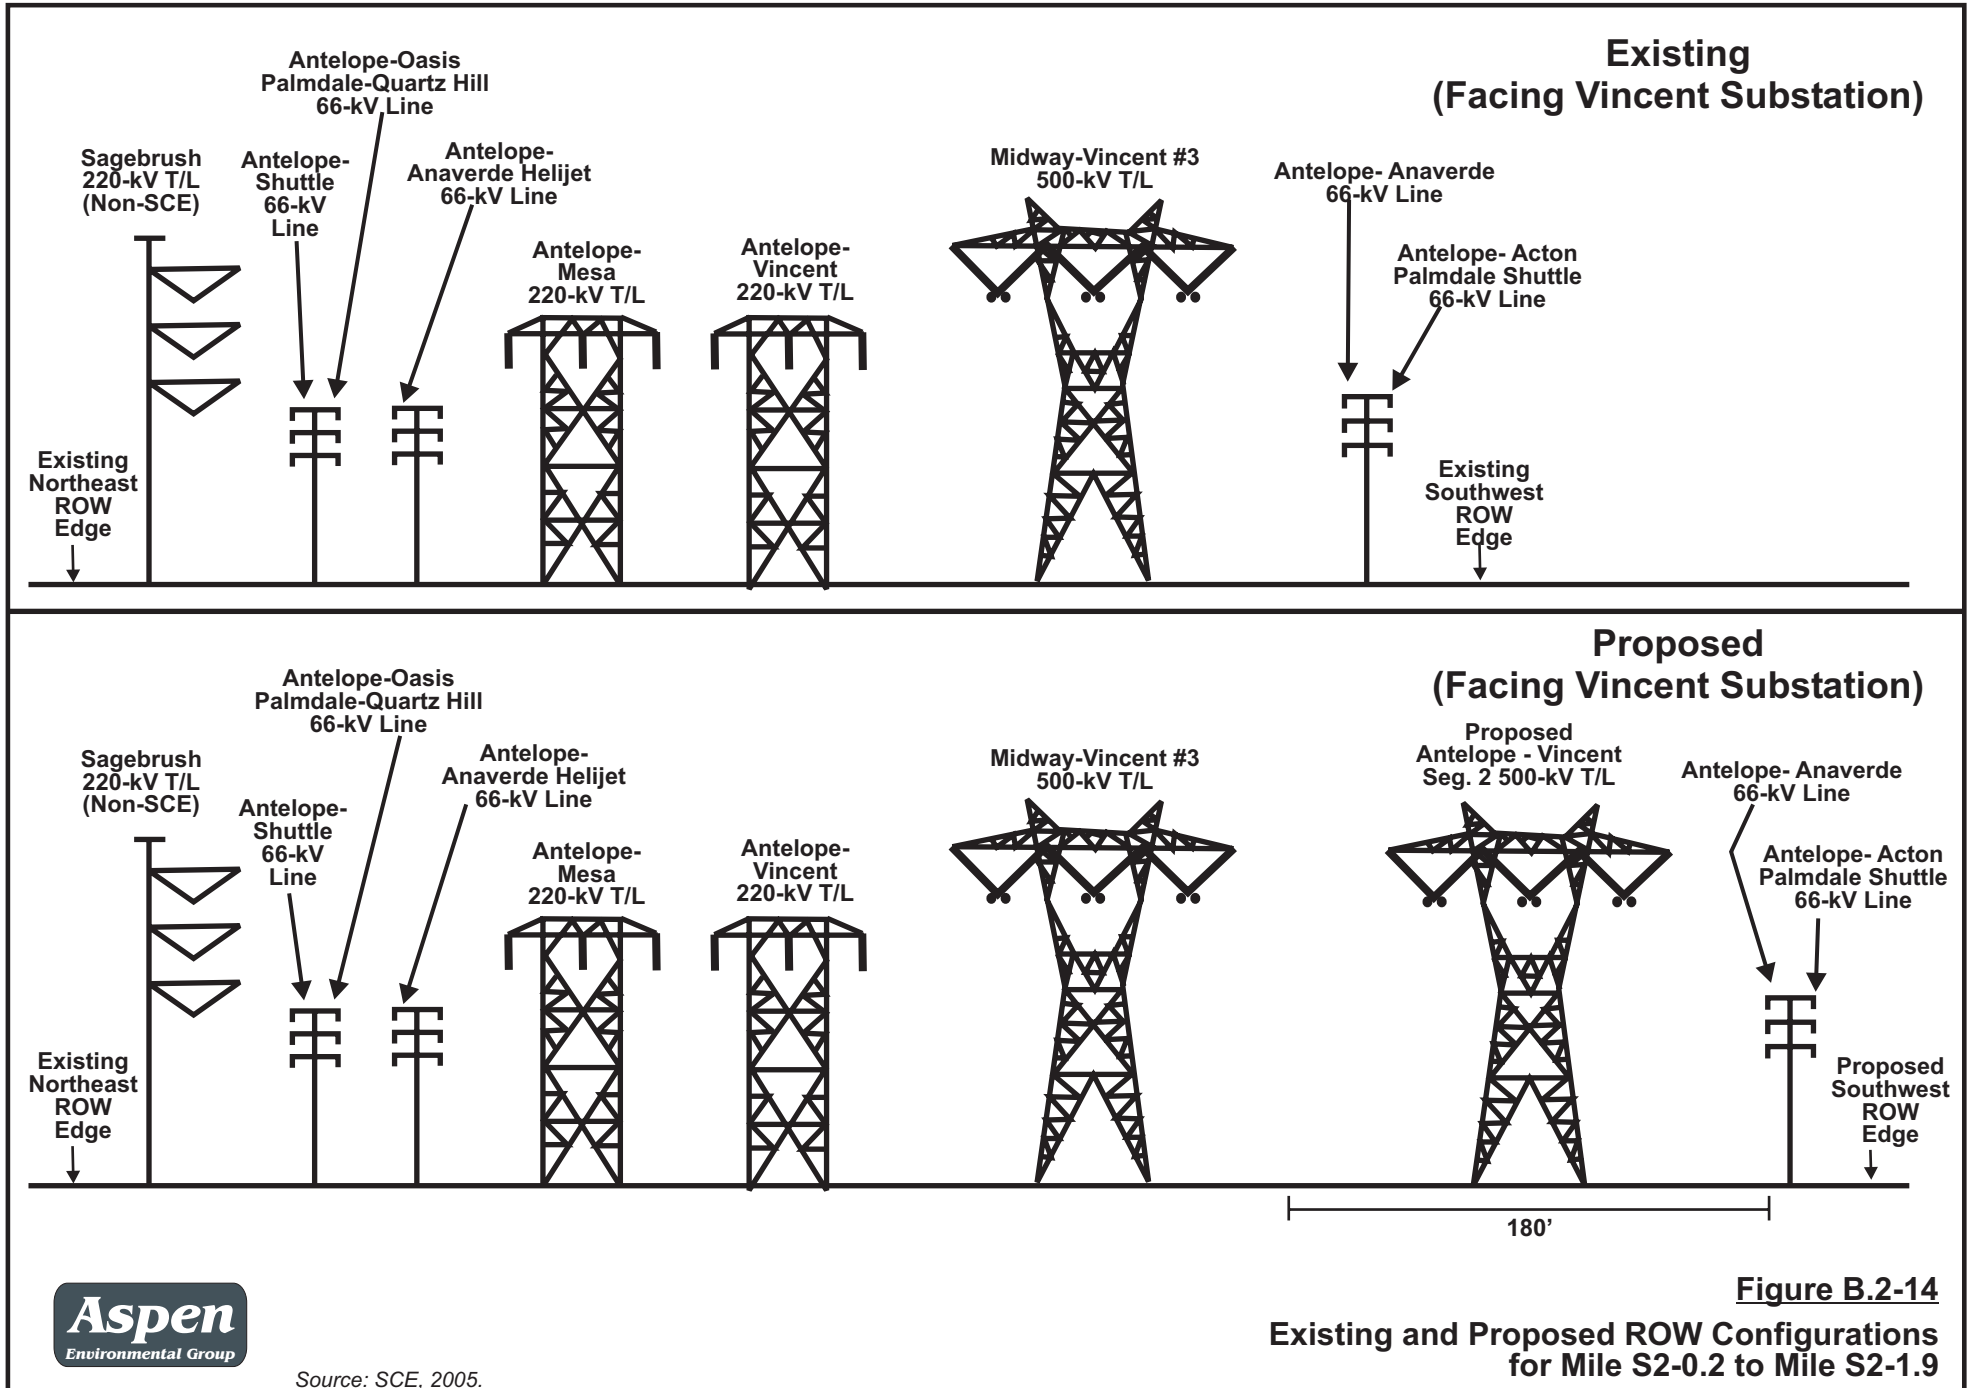 Existing
(Facing Vincent Substation)
Antelope-Oasis
Palmdale-Quartz Hill
66-kV Line
Sagebrush
220-kV T/L
(Non-SCE)
Antelope-
Shuttle
66-kV
Line
Antelope-
Anaverde Helijet
66-kV Line
Antelope-
Mesa
220-kV T/L
Antelope-
Vincent
220-kV T/L
Midway-Vincent #3
500-kV T/L
Antelope- Anaverde
66-kV Line
Antelope- Acton
Palmdale Shuttle
66-kV Line
Existing
Northeast
ROW
Edge
Existing
Southwest
ROW
Edge
Proposed
(Facing Vincent Substation)
Antelope-Oasis
Palmdale-Quartz Hill
66-kV Line
Sagebrush
220-kV T/L
(Non-SCE)
Antelope-
Shuttle
66-kV
Line
Antelope-
Anaverde Helijet
66-kV Line
Antelope-
Mesa
220-kV T/L
Antelope-
Vincent
220-kV T/L
Midway-Vincent #3
500-kV T/L
Proposed
Antelope - Vincent
Seg. 2 500-kV T/L
Antelope- Anaverde
66-kV Line
Antelope- Acton
Palmdale Shuttle
66-kV Line
Existing
Northeast
ROW
Edge
Proposed
Southwest
ROW
Edge
180’
Aspen
Environmental Group
Source: SCE, 2005.
Figure B.2-14
Existing and Proposed ROW Configurations
for Mile S2-0.2 to Mile S2-1.9